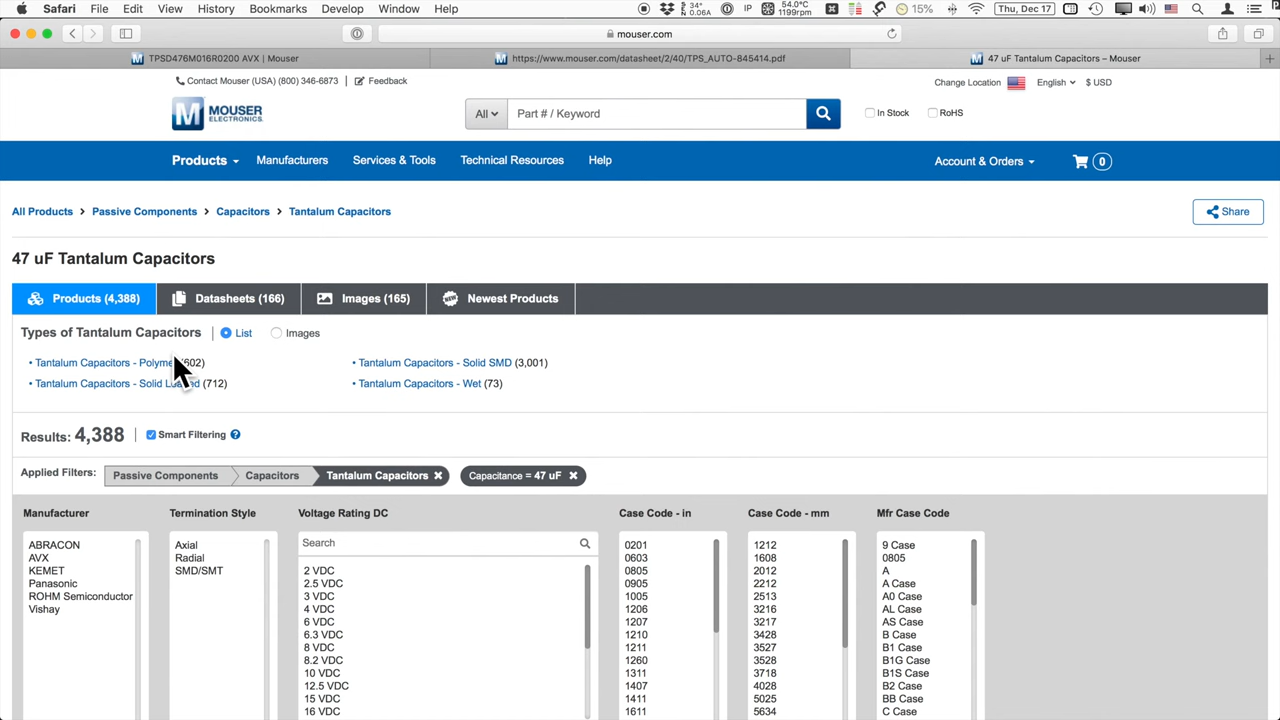 Safari File Edit View History Bookmarks Develop Window Help 34° 0.06A IP 54.0°C 1199rpm 15% Thu, Dec 17
mouser.com
TPSD476M016R0200 AVX | Mouser https://www.mouser.com/datasheet/2/40/TPS_AUTO-845414.pdf 47 uF Tantalum Capacitors – Mouser
Contact Mouser (USA) (800) 346-6873 | Feedback Change Location English $ USD
M MOUSER ELECTRONICS All Part # / Keyword In Stock RoHS
Products Manufacturers Services & Tools Technical Resources Help Account & Orders 0
All Products > Passive Components > Capacitors > Tantalum Capacitors Share
47 uF Tantalum Capacitors
Products (4,388) Datasheets (166) Images (165) NEW Newest Products
Types of Tantalum Capacitors | List Images
• Tantalum Capacitors - Polyme (602) • Tantalum Capacitors - Solid SMD (3,001)
• Tantalum Capacitors - Solid Leaded (712) • Tantalum Capacitors - Wet (73)
Results: 4,388 | Smart Filtering ?
Applied Filters: Passive Components Capacitors Tantalum Capacitors × Capacitance = 47 uF ×
Manufacturer Termination Style Voltage Rating DC Case Code - in Case Code - mm Mfr Case Code
ABRACON Axial Search 0201 1212 9 Case
AVX Radial 0603 1608 0805
KEMET SMD/SMT 2 VDC 0805 2012 A
Panasonic 2.5 VDC 0905 2212 A Case
ROHM Semiconductor 3 VDC 1005 2513 A0 Case
Vishay 4 VDC 1206 3216 AL Case
6 VDC 1207 3217 AS Case
6.3 VDC 1210 3428 B Case
8 VDC 1211 3527 B1 Case
8.2 VDC 1260 3528 B1G Case
10 VDC 1311 3718 B1S Case
12.5 VDC 1407 4028 B2 Case
15 VDC 1411 5025 BB Case
16 VDC 1611 5634 C Case